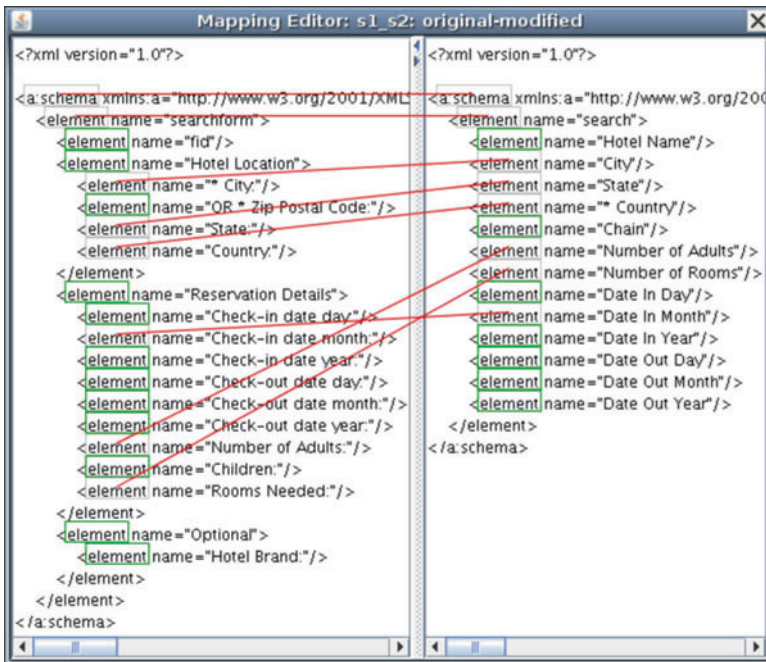 Mapping Editor: s1_s2: original-modified
<?xml version="1.0"?>
<a:schema xmlns:a="http://www.w3.org/2001/XMLS
<element name="searchform">
<element name="fid"/>
<element name="Hotel Location">
<element name="* City:"/>
<element name="OR * Zip Postal Code:"/>
<element name="State:"/>
<element name="Country:"/>
</element>
<element name="Reservation Details">
<element name="Check-in date day:"/>
<element name="Check-in date month:"/>
<element name="Check-in date year:"/>
<element name="Check-out date day:"/>
<element name="Check-out date month:"/>
<element name="Check-out date year:"/>
<element name="Number of Adults:"/>
<element name="Children:"/>
<element name="Rooms Needed:"/>
</element>
<element name="Optional">
<element name="Hotel Brand:"/>
</element>
</element>
</a:schema>
<?xml version="1.0"?>
<a:schema xmlns:a="http://www.w3.org/200
<element name="search">
<element name="Hotel Name"/>
<element name="City"/>
<element name="State"/>
<element name="* Country"/>
<element name="Chain"/>
<element name="Number of Adults"/>
<element name="Number of Rooms"/>
<element name="Date In Day"/>
<element name="Date In Month"/>
<element name="Date In Year"/>
<element name="Date Out Day"/>
<element name="Date Out Month"/>
<element name="Date Out Year"/>
</element>
</a:schema>